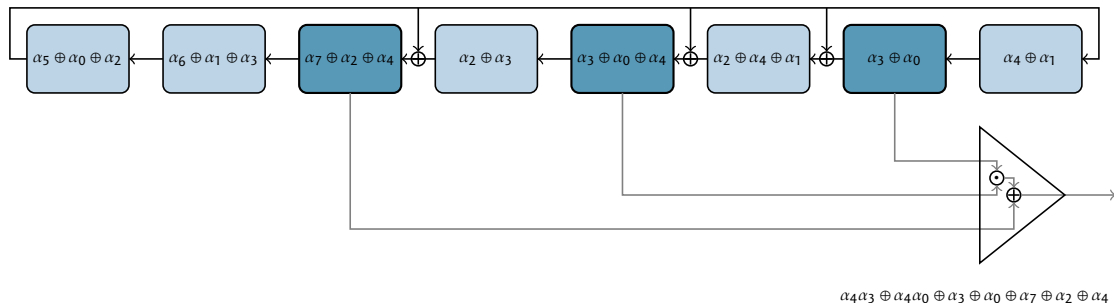 α₅ ⊕ α₀ ⊕ α₂
α₆ ⊕ α₁ ⊕ α₃
α₇ ⊕ α₂ ⊕ α₄
α₂ ⊕ α₃
α₃ ⊕ α₀ ⊕ α₄
α₂ ⊕ α₄ ⊕ α₁
α₃ ⊕ α₀
α₄ ⊕ α₁
α₄α₃ ⊕ α₄α₀ ⊕ α₃ ⊕ α₀ ⊕ α₇ ⊕ α₂ ⊕ α₄